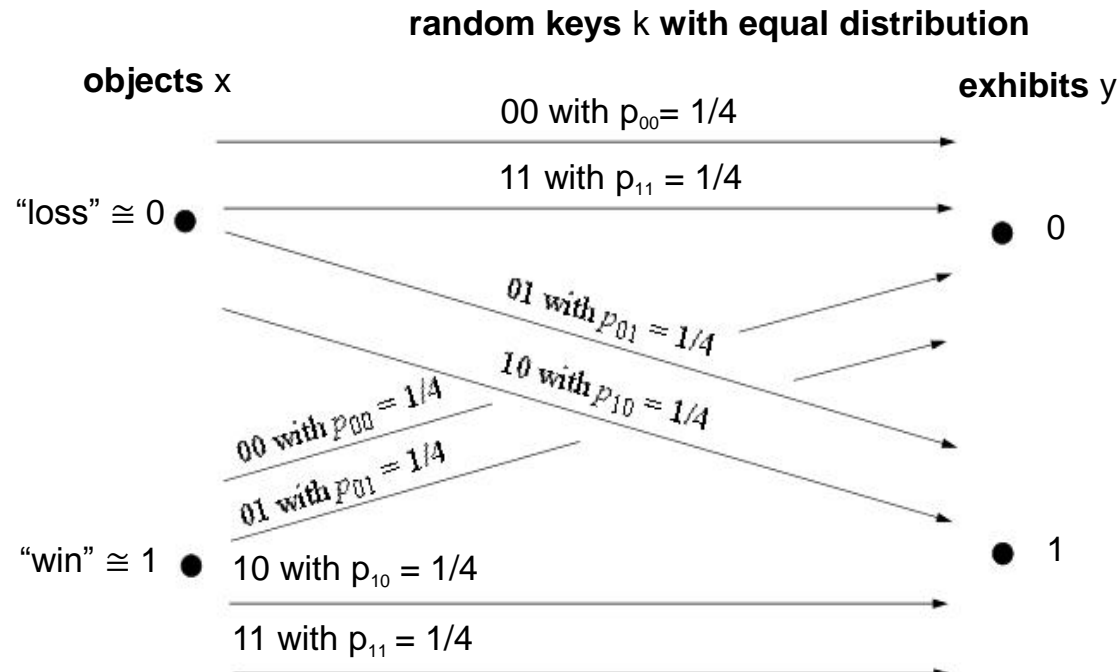 random keys k with equal distribution
objects x
exhibits y
00 with p₀₀= 1/4
11 with p₁₁ = 1/4
“loss” ≅ 0
0
01 with p₀₁ = 1/4
10 with p₁₀ = 1/4
00 with p₀₀ = 1/4
01 with p₀₁ = 1/4
“win” ≅ 1
1
10 with p₁₀ = 1/4
11 with p₁₁ = 1/4